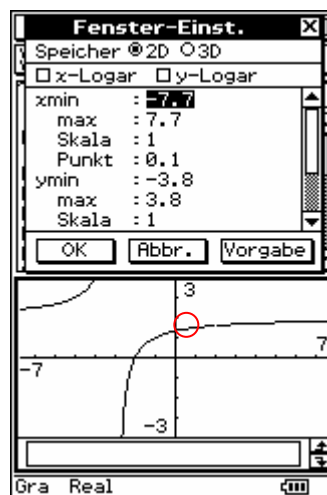 Fenster-Einst. X
Speicher 2D 3D
x-Logar y-Logar
xmin :-7.7
max :7.7
Skala :1
Punkt :0.1
ymin :-3.8
max :3.8
Skala :1
OK Abbr. Vorgabe
3
7
-7
-3
Gra Real